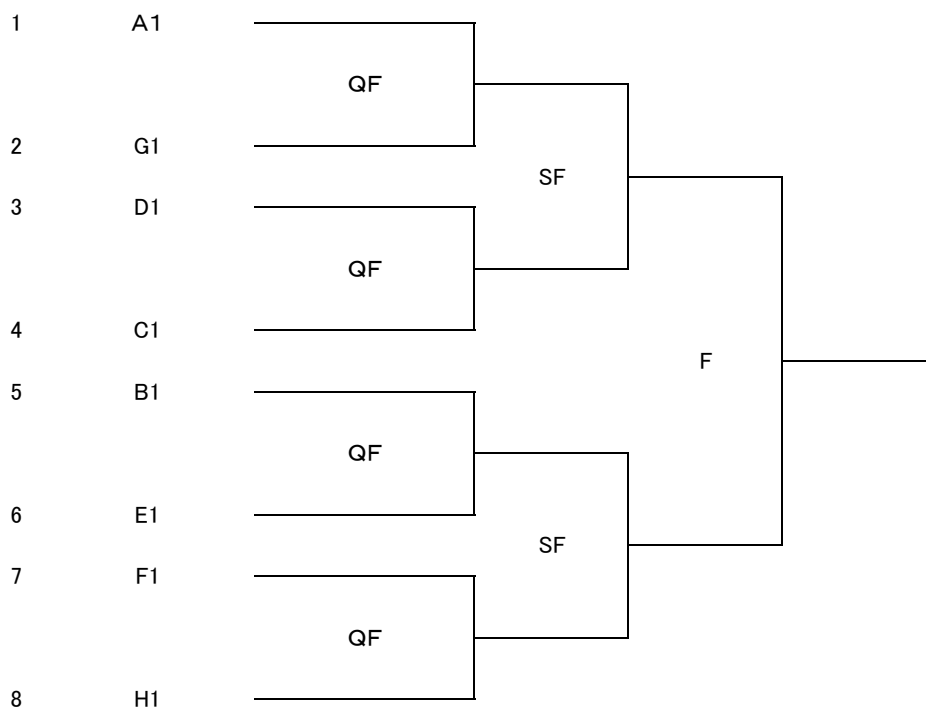 1 A1
QF
2 G1
SF
3 D1
QF
4 C1
F
5 B1
QF
6 E1
SF
7 F1
QF
8 H1